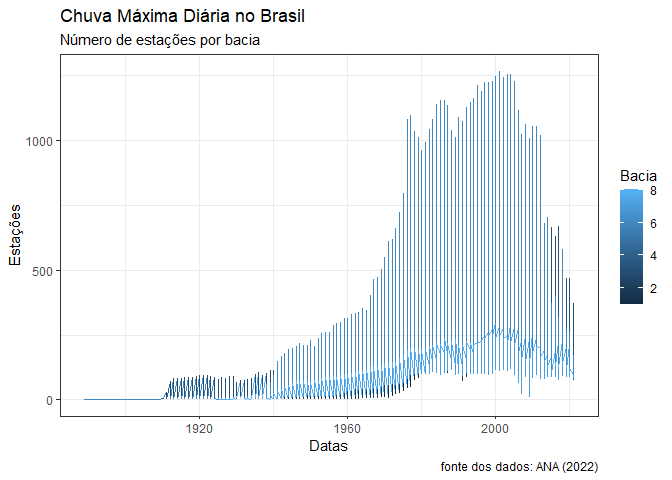 Chuva Máxima Diária no Brasil
Número de estações por bacia
Estações
1000
500
0
1920
1960
2000
Datas
Bacia
8
6
4
2
fonte dos dados: ANA (2022)